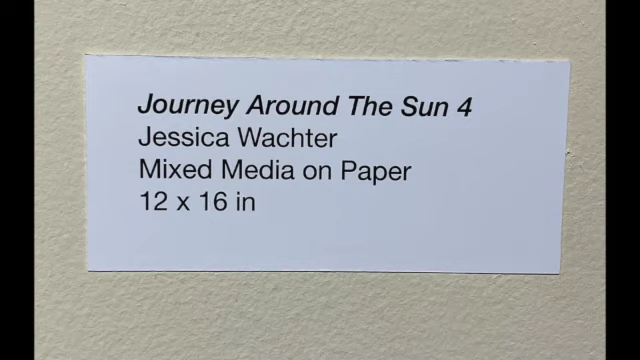 Journey Around The Sun 4
Jessica Wachter
Mixed Media on Paper
12 x 16 in